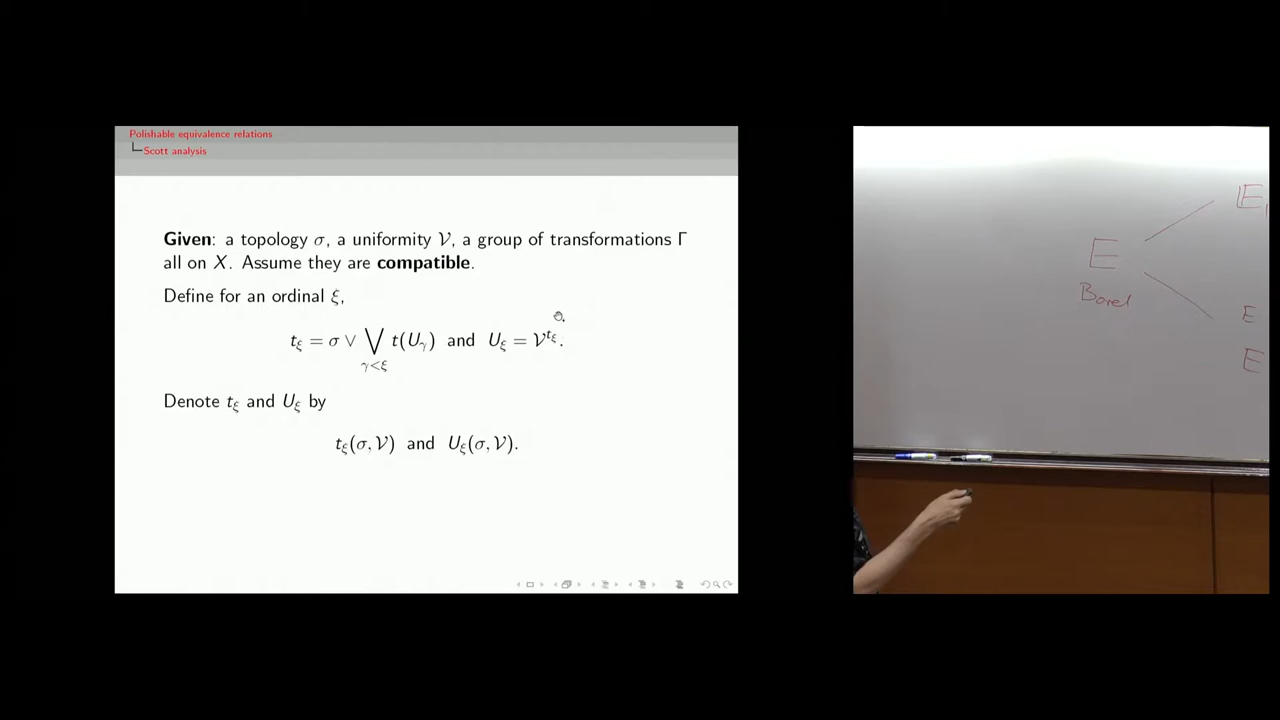 Polishable equivalence relations
Scott analysis
Given: a topology σ, a uniformity 𝒱, a group of transformations Γ
all on X. Assume they are compatible.
Define for an ordinal ξ,
t_ξ = σ ∨ ⋁_{γ<ξ} t(U_γ) and U_ξ = 𝒱^{t_ξ}.
Denote t_ξ and U_ξ by
t_ξ(σ, 𝒱) and U_ξ(σ, 𝒱).
E
E
Borel
E
E